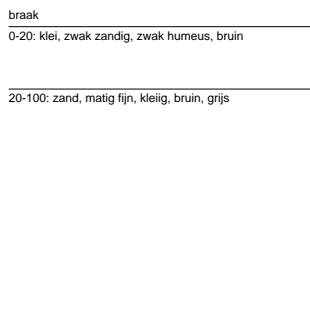 braak
0-20: klei, zwak zandig, zwak humeus, bruin
20-100: zand, matig fijn, kleiig, bruin, grijs